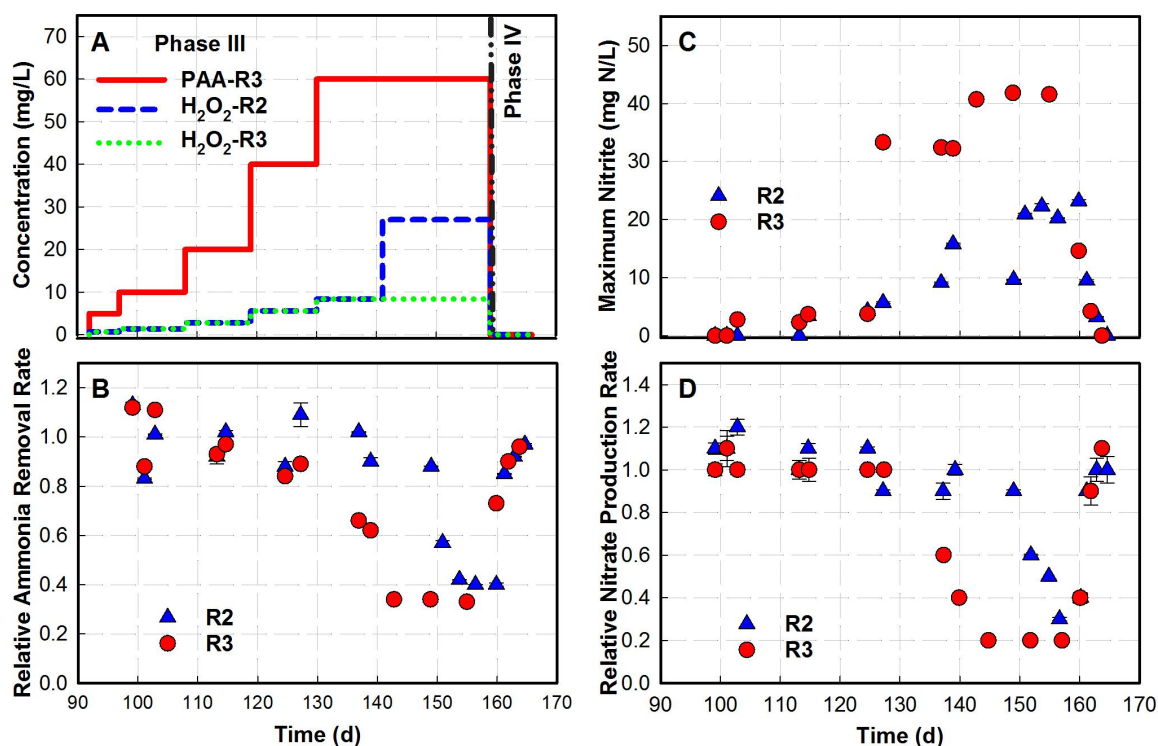 A
Phase III
PAA-R3
H₂O₂-R2
H₂O₂-R3
Phase IV
Concentration (mg/L)
70
60
50
40
30
20
10
0
C
R2
R3
Maximum Nitrite (mg N/L)
50
40
30
20
10
0
B
R2
R3
Relative Ammonia Removal Rate
1.2
1.0
0.8
0.6
0.4
0.2
0.0
90 100 110 120 130 140 150 160 170
Time (d)
D
R2
R3
Relative Nitrate Production Rate
1.4
1.2
1.0
0.8
0.6
0.4
0.2
0.0
90 100 110 120 130 140 150 160 170
Time (d)